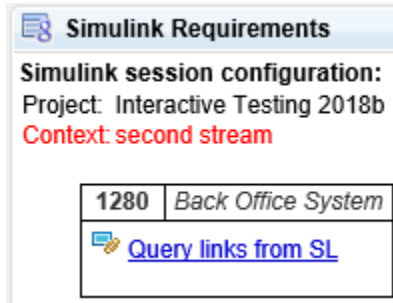 Simulink Requirements
Simulink session configuration:
Project: Interactive Testing 2018b
Context: second stream
1280 Back Office System
Query links from SL